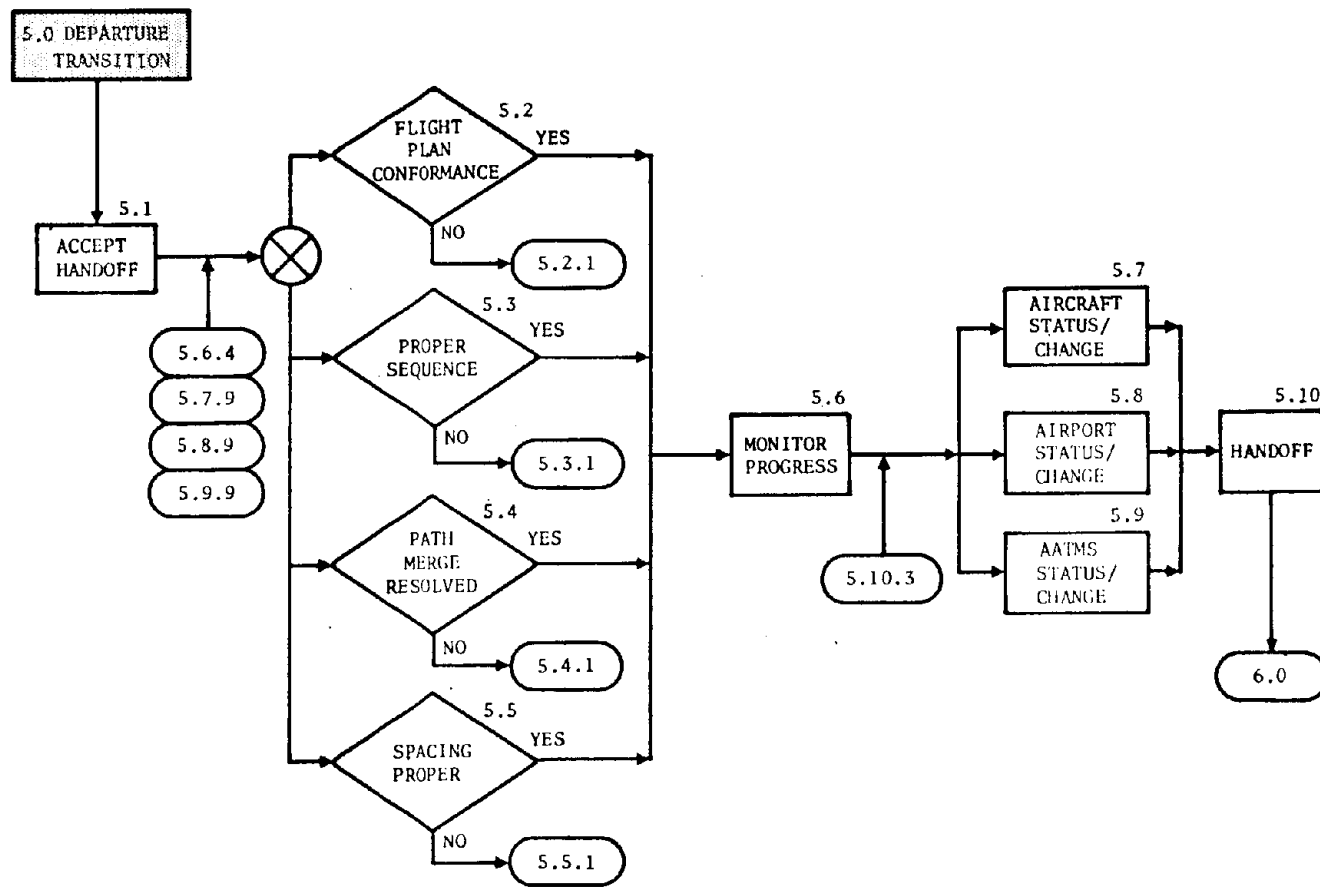 5.0 DEPARTURE
TRANSITION
5.1
ACCEPT
HANDOFF
5.6.4
5.7.9
5.8.9
5.9.9
5.2
FLIGHT
PLAN
CONFORMANCE
YES
NO
5.2.1
5.3
PROPER
SEQUENCE
YES
NO
5.3.1
5.4
PATH
MERGE
RESOLVED
YES
NO
5.4.1
5.5
SPACING
PROPER
YES
NO
5.5.1
5.6
MONITOR
PROGRESS
5.10.3
5.7
AIRCRAFT
STATUS/
CHANGE
5.8
AIRPORT
STATUS/
CHANGE
5.9
AATMS
STATUS/
CHANGE
5.10
HANDOFF
6.0